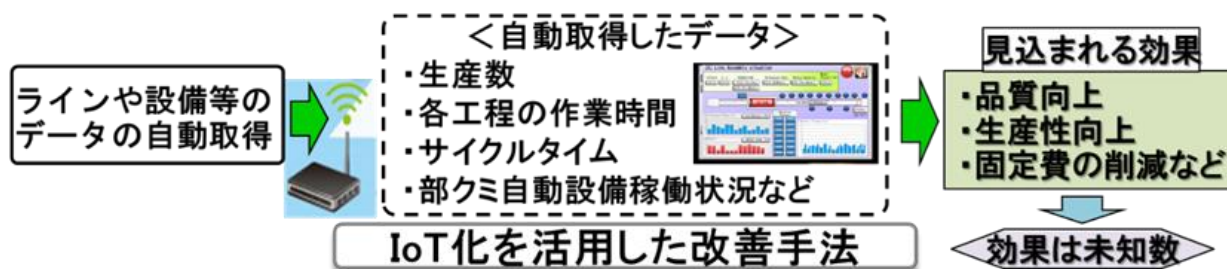 ラインや設備等の
データの自動取得
＜自動取得したデータ＞
・生産数
・各工程の作業時間
・サイクルタイム
・部クミ自動設備稼働状況など
IoT化を活用した改善手法
見込まれる効果
・品質向上
・生産性向上
・固定費の削減など
効果は未知数